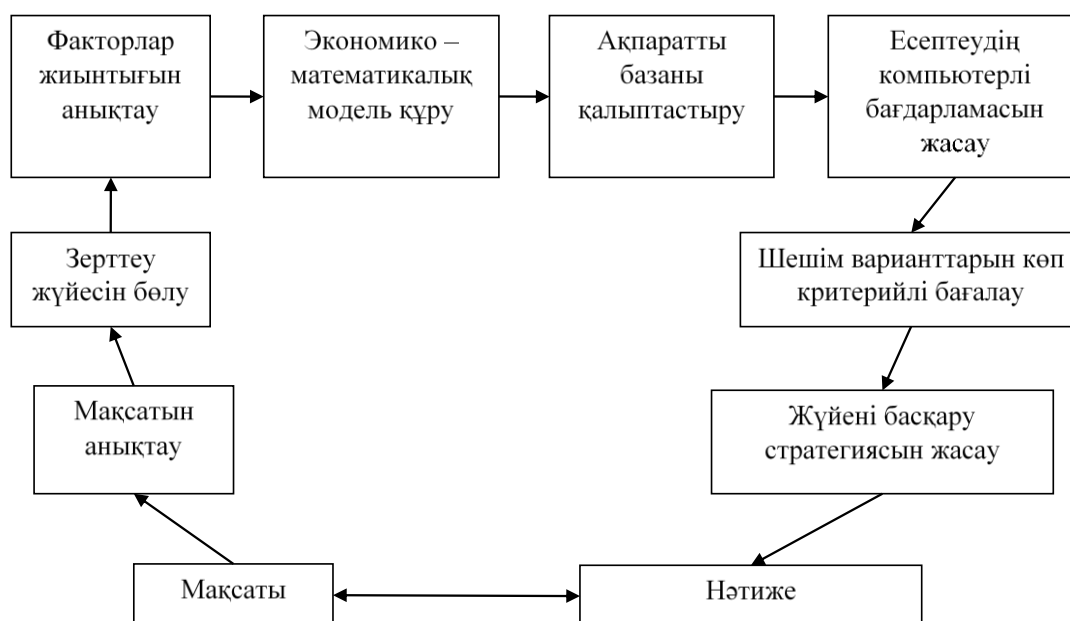 Факторлар
жиынтығын
анықтау
Экономико –
математикалық
модель құру
Ақпаратты
базаны
қалыптастыру
Есептеудің
компьютерлі
бағдарламасын
жасау
Зерттеу
жүйесін бөлу
Шешім варианттарын көп
критерийлі бағалау
Мақсатын
анықтау
Жүйені басқару
стратегиясын жасау
Мақсаты
Нәтиже